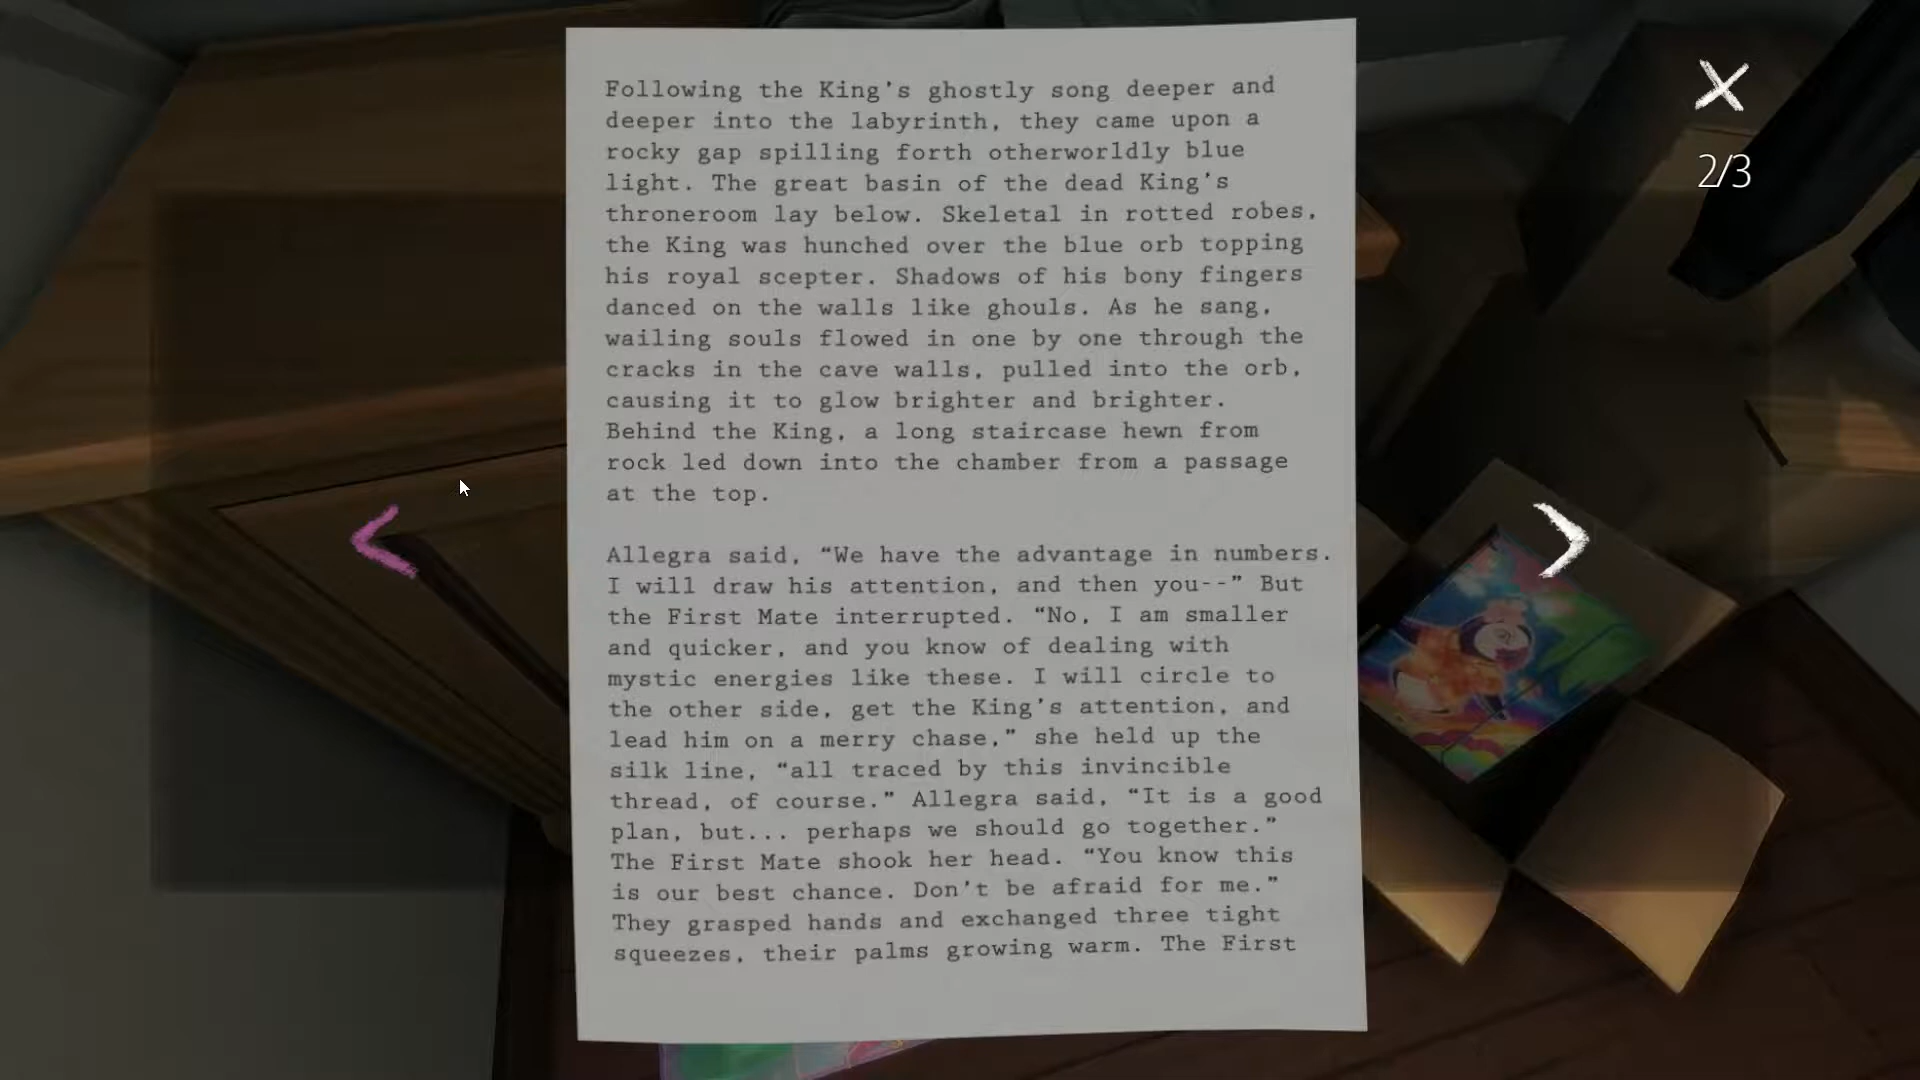 Following the King's ghostly song deeper and
deeper into the labyrinth, they came upon a
rocky gap spilling forth otherworldly blue
light. The great basin of the dead King's
throneroom lay below. Skeletal in rotted robes,
the King was hunched over the blue orb topping
his royal scepter. Shadows of his bony fingers
danced on the walls like ghouls. As he sang,
wailing souls flowed in one by one through the
cracks in the cave walls, pulled into the orb,
causing it to glow brighter and brighter.
Behind the King, a long staircase hewn from
rock led down into the chamber from a passage
at the top.
Allegra said, “We have the advantage in numbers.
I will draw his attention, and then you--” But
the First Mate interrupted. “No, I am smaller
and quicker, and you know of dealing with
mystic energies like these. I will circle to
the other side, get the King's attention, and
lead him on a merry chase,” she held up the
silk line, “all traced by this invincible
thread, of course.” Allegra said, “It is a good
plan, but... perhaps we should go together.”
The First Mate shook her head. “You know this
is our best chance. Don't be afraid for me.”
They grasped hands and exchanged three tight
squeezes, their palms growing warm. The First
2/3